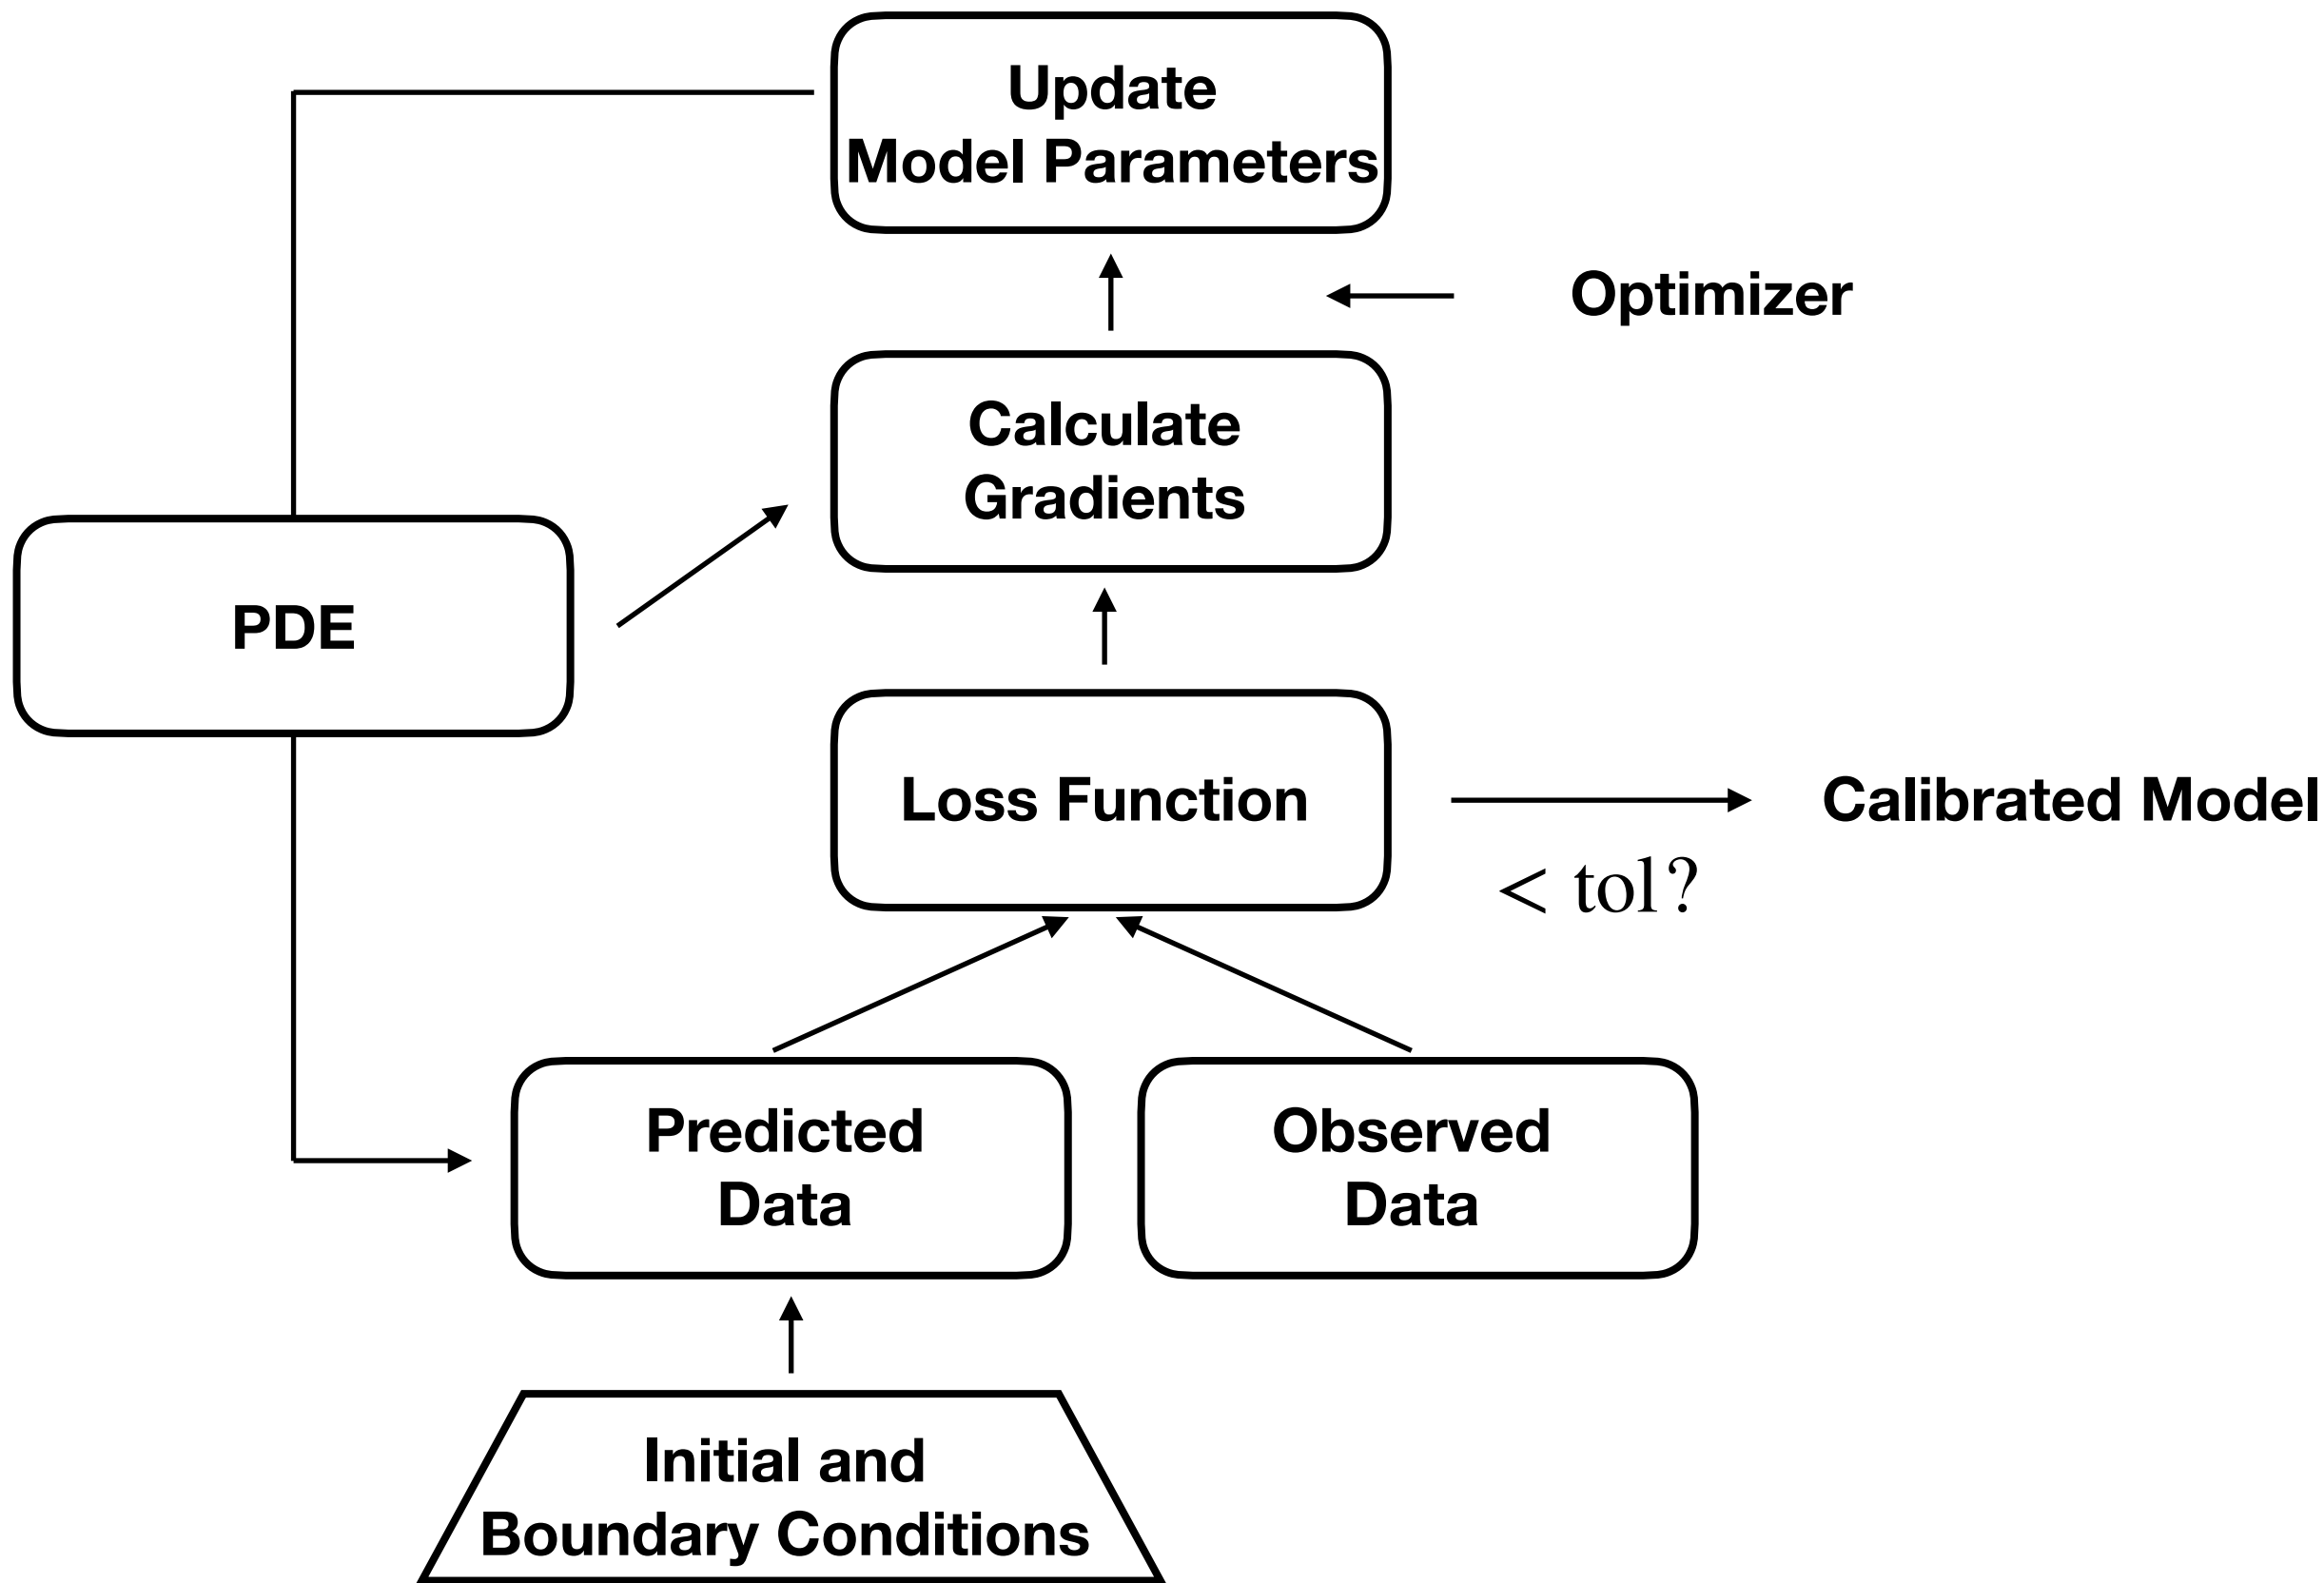 Update
Model Parameters
Optimizer
Calculate
Gradients
PDE
Loss Function
Calibrated Model
< tol?
Predicted
Data
Observed
Data
Initial and
Boundary Conditions